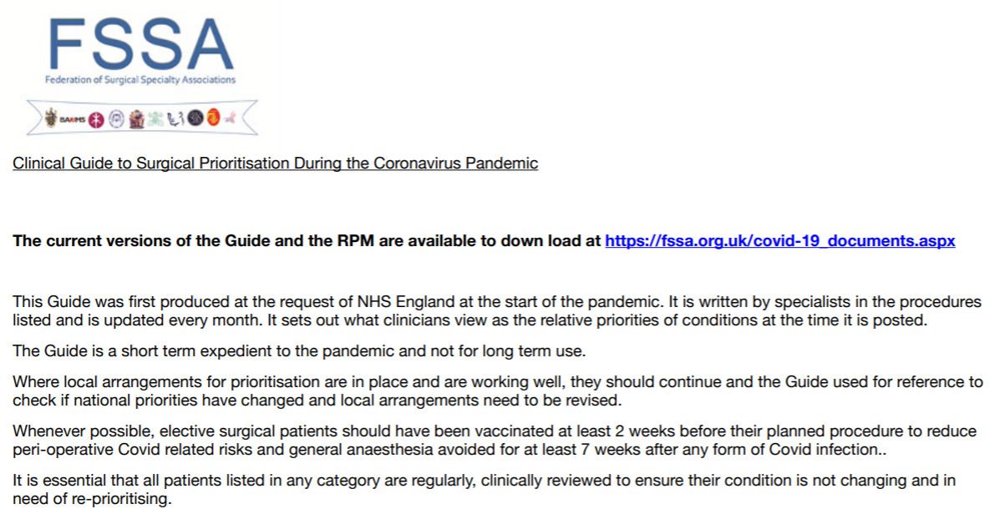 FSSA
Federation of Surgical Specialty Associations
BAOMS
Clinical Guide to Surgical Prioritisation During the Coronavirus Pandemic
The current versions of the Guide and the RPM are available to down load at https://fssa.org.uk/covid-19_documents.aspx
This Guide was first produced at the request of NHS England at the start of the pandemic. It is written by specialists in the procedures
listed and is updated every month. It sets out what clinicians view as the relative priorities of conditions at the time it is posted.
The Guide is a short term expedient to the pandemic and not for long term use.
Where local arrangements for prioritisation are in place and are working well, they should continue and the Guide used for reference to
check if national priorities have changed and local arrangements need to be revised.
Whenever possible, elective surgical patients should have been vaccinated at least 2 weeks before their planned procedure to reduce
peri-operative Covid related risks and general anaesthesia avoided for at least 7 weeks after any form of Covid infection..
It is essential that all patients listed in any category are regularly, clinically reviewed to ensure their condition is not changing and in
need of re-prioritising.